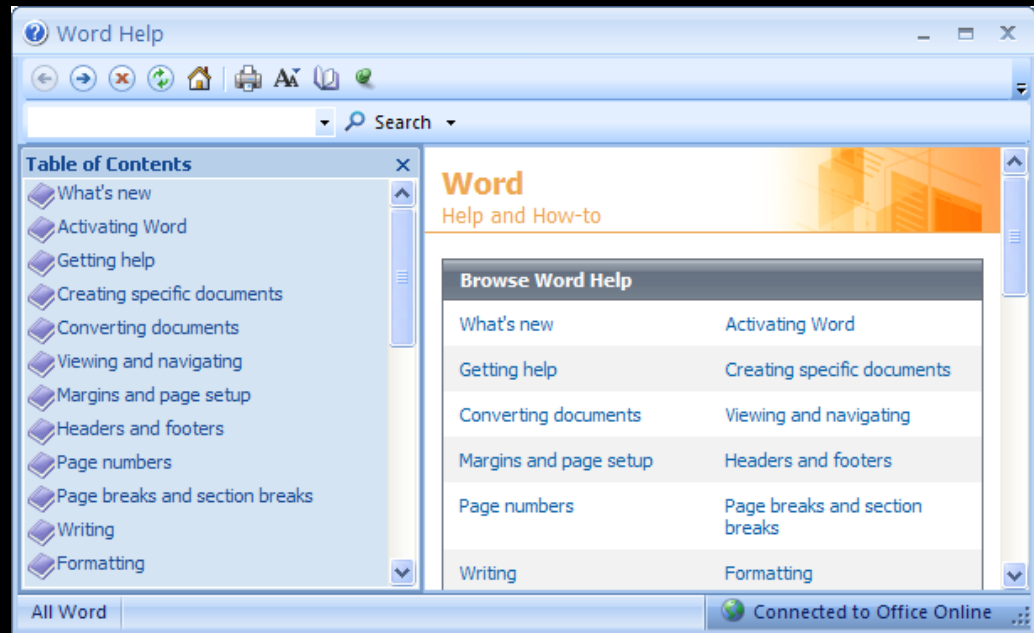 Word Help
Search
Table of Contents
What's new
Activating Word
Getting help
Creating specific documents
Converting documents
Viewing and navigating
Margins and page setup
Headers and footers
Page numbers
Page breaks and section breaks
Writing
Formatting
Word
Help and How-to
Browse Word Help
What's new Activating Word
Getting help Creating specific documents
Converting documents Viewing and navigating
Margins and page setup Headers and footers
Page numbers Page breaks and section
breaks
Writing Formatting
All Word Connected to Office Online